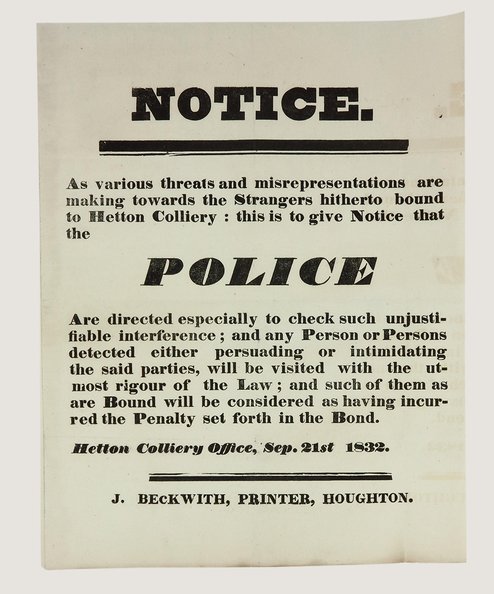 NOTICE.
As various threats and misrepresentations are
making towards the Strangers hitherto bound
to Hetton Colliery : this is to give Notice that
the
POLICE
Are directed especially to check such unjusti-
fiable interference ; and any Person or Persons
detected either persuading or intimidating
the said parties, will be visited with the ut-
most rigour of the Law ; and such of them as
are Bound will be considered as having incur-
red the Penalty set forth in the Bond.
Hetton Colliery Office, Sep. 21st 1832.
J. BECKWITH, PRINTER, HOUGHTON.